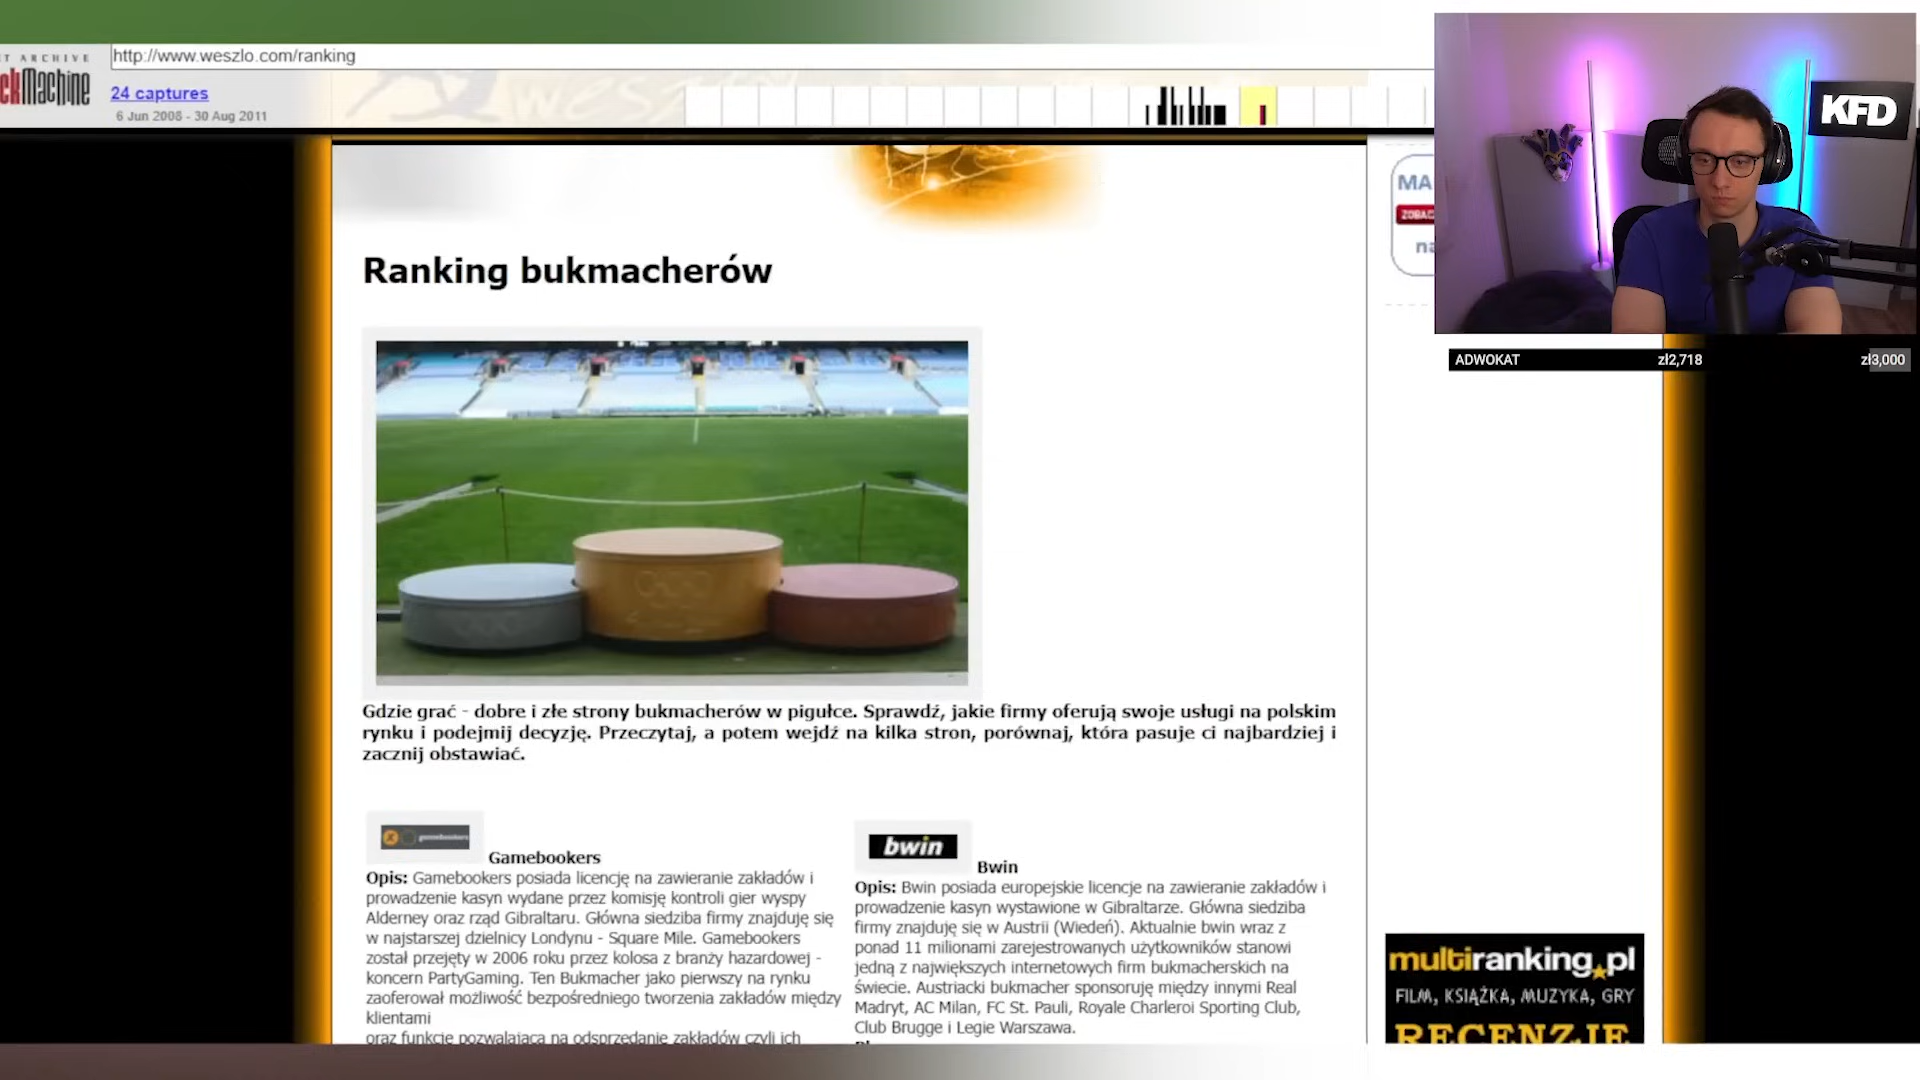 T ARCHIVE
ckMachine
http://www.weszlo.com/ranking
24 captures
6 Jun 2008 - 30 Aug 2011
KFD
MA
ZOBAC
na
ADWOKAT zł2,718 zł3,000
Ranking bukmacherów
Gdzie grać - dobre i złe strony bukmacherów w pigułce. Sprawdź, jakie firmy oferują swoje usługi na polskim
rynku i podejmij decyzję. Przeczytaj, a potem wejdź na kilka stron, porównaj, która pasuje ci najbardziej i
zacznij obstawiać.
Gamebookers
Opis: Gamebookers posiada licencję na zawieranie zakładów i
prowadzenie kasyn wydane przez komisję kontroli gier wyspy
Alderney oraz rząd Gibraltaru. Główna siedziba firmy znajduję się
w najstarszej dzielnicy Londynu - Square Mile. Gamebookers
został przejęty w 2006 roku przez kolosa z branży hazardowej -
koncern PartyGaming. Ten Bukmacher jako pierwszy na rynku
zaoferował możliwość bezpośredniego tworzenia zakładów między
klientami
oraz funkcję pozwalającą na odsprzedanie zakładów czyli ich
bwin
Bwin
Opis: Bwin posiada europejskie licencje na zawieranie zakładów i
prowadzenie kasyn wystawione w Gibraltarze. Główna siedziba
firmy znajduję się w Austrii (Wiedeń). Aktualnie bwin wraz z
ponad 11 milionami zarejestrowanych użytkowników stanowi
jedną z największych internetowych firm bukmacherskich na
świecie. Austriacki bukmacher sponsoruję między innymi Real
Madryt, AC Milan, FC St. Pauli, Royale Charleroi Sporting Club,
Club Brugge i Legie Warszawa.
multiranking.pl
FILM, KSIĄŻKA, MUZYKA, GRY
RECENZJE